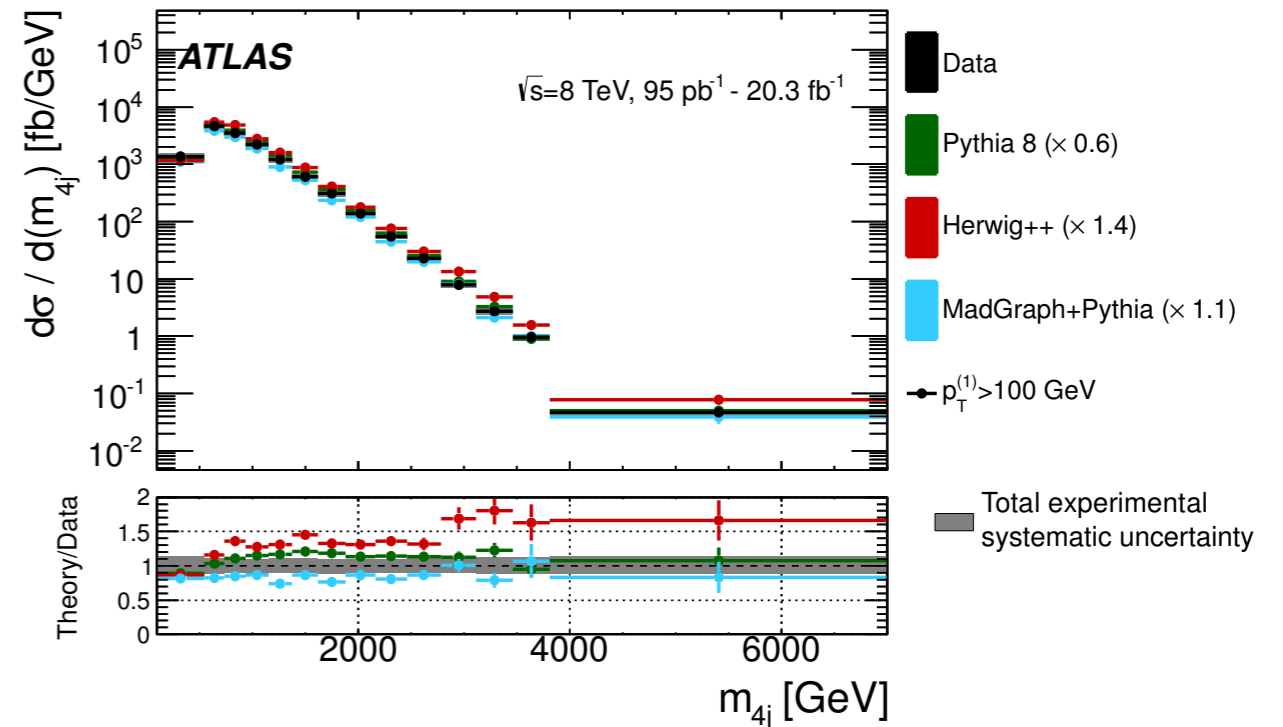 ATLAS
√s=8 TeV, 95 pb⁻¹ - 20.3 fb⁻¹
dσ / d(m₄ⱼ) [fb/GeV]
10⁵
10⁴
10³
10²
10
1
10⁻¹
10⁻²
Data
Pythia 8 (× 0.6)
Herwig++ (× 1.4)
MadGraph+Pythia (× 1.1)
p_T^(1)>100 GeV
Theory/Data
2
1.5
1
0.5
0
Total experimental
systematic uncertainty
2000 4000 6000
m₄ⱼ [GeV]